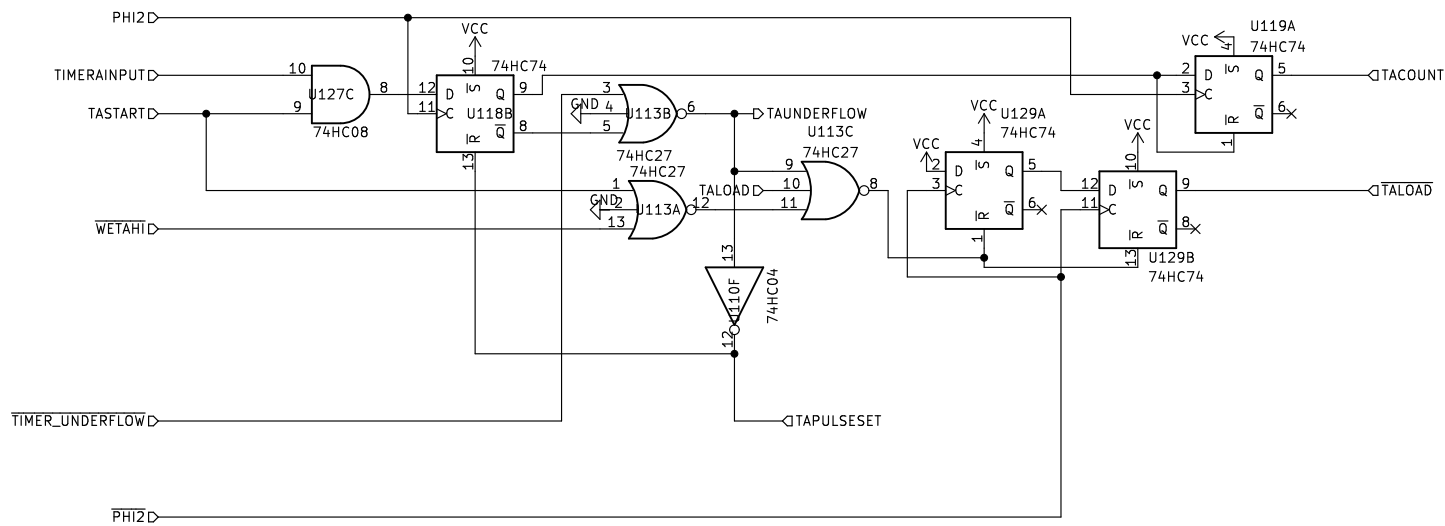 PHI2
TIMERAINPUT
TASTART
10
9
U127C
8
74HC08
VCC
10
74HC74
12
D
S
Q
9
11
C
U118B
Q
8
R
13
3
GND
4
U113B
6
5
74HC27
TAUNDERFLOW
74HC27
1
GND
2
U113A
12
13
WETAHI
U113C
74HC27
9
TALOAD
10
8
11
13
U110F
74HC04
12
TIMER_UNDERFLOW
TAPULSESET
PHI2
VCC
U129A
74HC74
4
VCC
2
D
S
Q
5
3
C
Q
6
R
1
VCC
10
12
D
S
Q
9
11
C
Q
8
R
13
U129B
74HC74
TALOAD
U119A
VCC
4
74HC74
2
D
S
Q
5
3
C
Q
6
R
1
TACOUNT